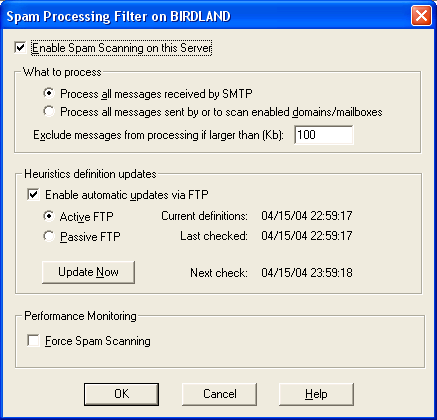 Spam Processing Filter on BIRDLAND
Enable Spam Scanning on this Server
What to process
Process all messages received by SMTP
Process all messages sent by or to scan enabled domains/mailboxes
Exclude messages from processing if larger than (Kb): 100
Heuristics definition updates
Enable automatic updates via FTP
Active FTP Current definitions: 04/15/04 22:59:17
Passive FTP Last checked: 04/15/04 22:59:17
Update Now Next check: 04/15/04 23:59:18
Performance Monitoring
Force Spam Scanning
OK Cancel Help